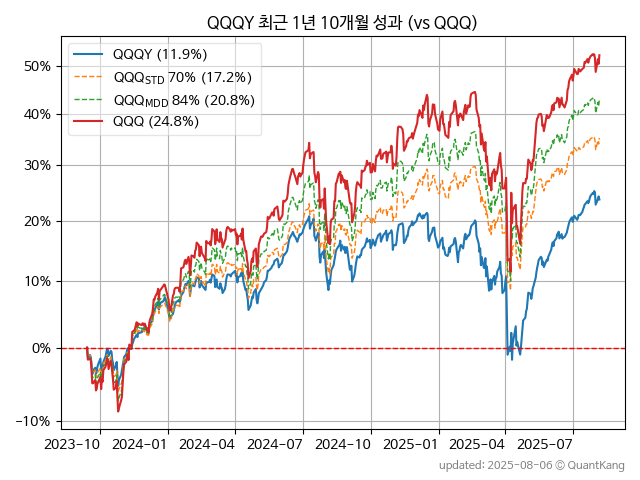 QQQY 최근 1년 10개월 성과 (vs QQQ)
QQQY (11.9%)
QQQSTD 70% (17.2%)
QQQMDD 84% (20.8%)
QQQ (24.8%)
50%
40%
30%
20%
10%
0%
−10%
2023-10 2024-01 2024-04 2024-07 2024-10 2025-01 2025-04 2025-07
updated: 2025-08-06 © QuantKang